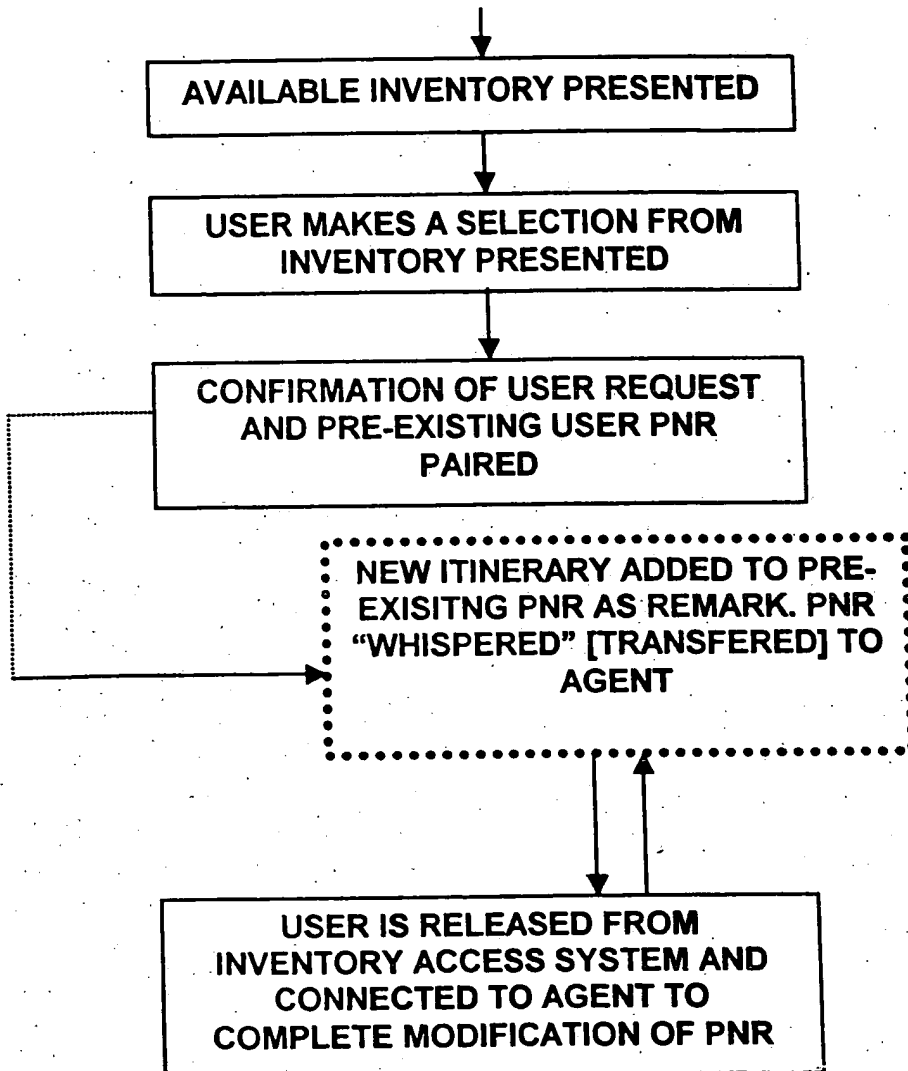 AVAILABLE INVENTORY PRESENTED
USER MAKES A SELECTION FROM
INVENTORY PRESENTED
CONFIRMATION OF USER REQUEST
AND PRE-EXISTING USER PNR
PAIRED
NEW ITINERARY ADDED TO PRE-
EXISITNG PNR AS REMARK. PNR
“WHISPERED” [TRANSFERED] TO
AGENT
USER IS RELEASED FROM
INVENTORY ACCESS SYSTEM AND
CONNECTED TO AGENT TO
COMPLETE MODIFICATION OF PNR